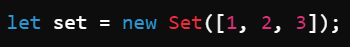 let set = new Set([1, 2, 3]);